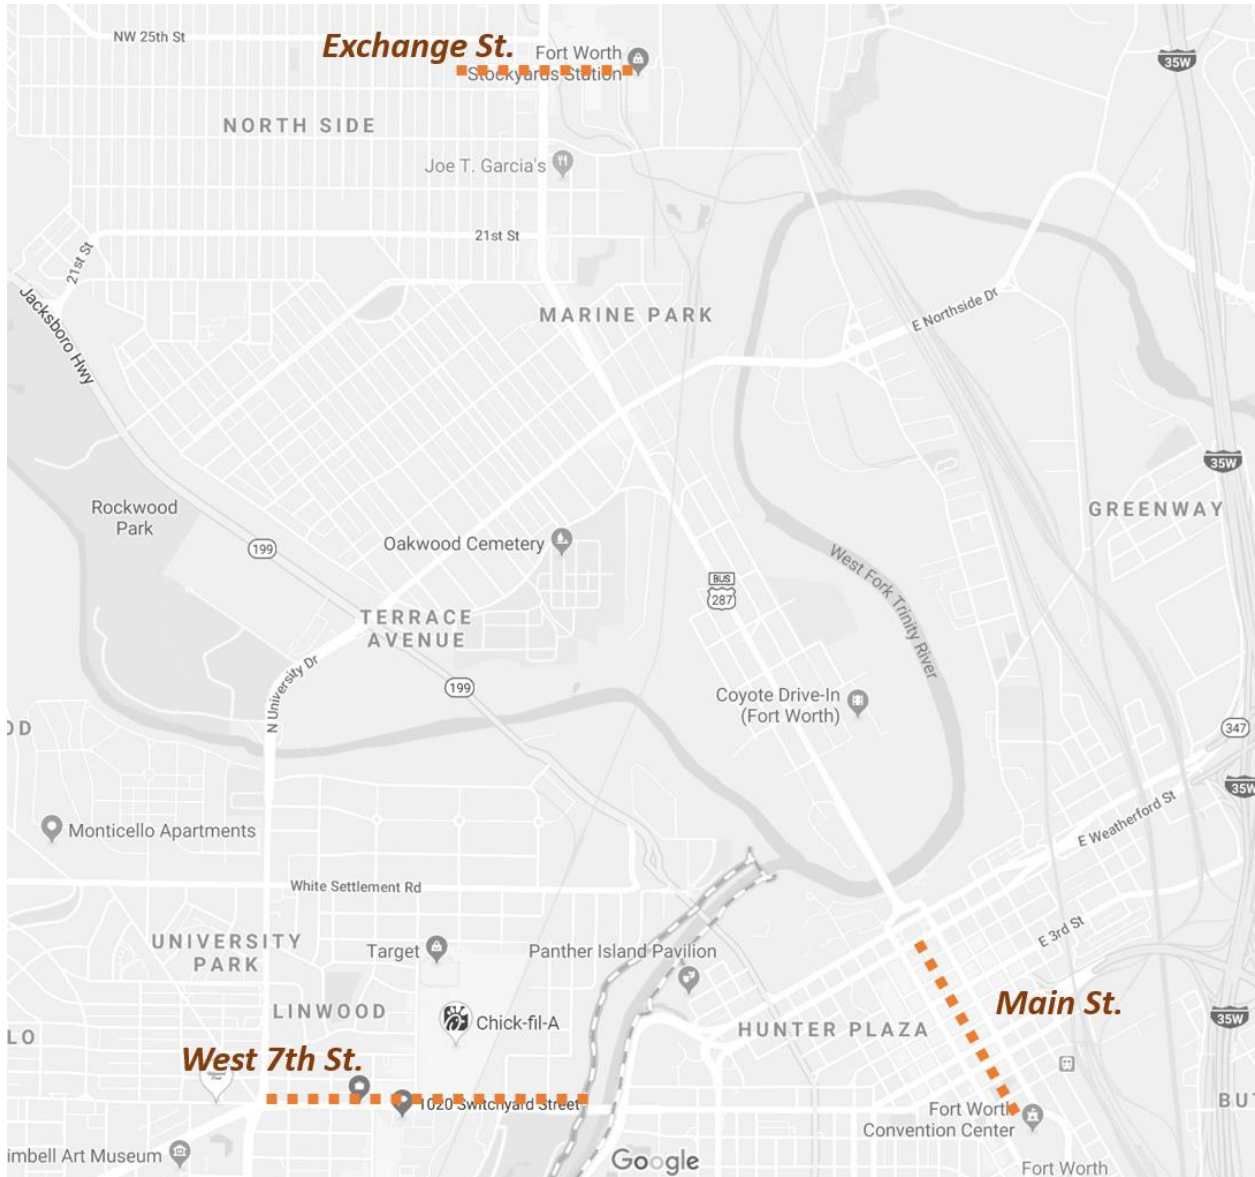 NW 25th St
Exchange St.
Fort Worth
Stockyards Station
35W
NORTH SIDE
Joe T. Garcia's
21st St
21st St
Jacksboro Hwy
MARINE PARK
E Northside Dr
35W
Rockwood
Park
199
Oakwood Cemetery
GREENWAY
West Fork Trinity River
BUS
287
TERRACE
AVENUE
N University Dr
199
Coyote Drive-In
(Fort Worth)
OD
347
35W
Monticello Apartments
E Weatherford St
White Settlement Rd
UNIVERSITY
PARK
Target
Panther Island Pavilion
E 3rd St
LINWOOD
Chick-fil-A
Main St.
HUNTER PLAZA
35W
LO
West 7th St.
1020 Switchyard Street
Fort Worth
Convention Center
BUT
imbell Art Museum
Google
Fort Worth